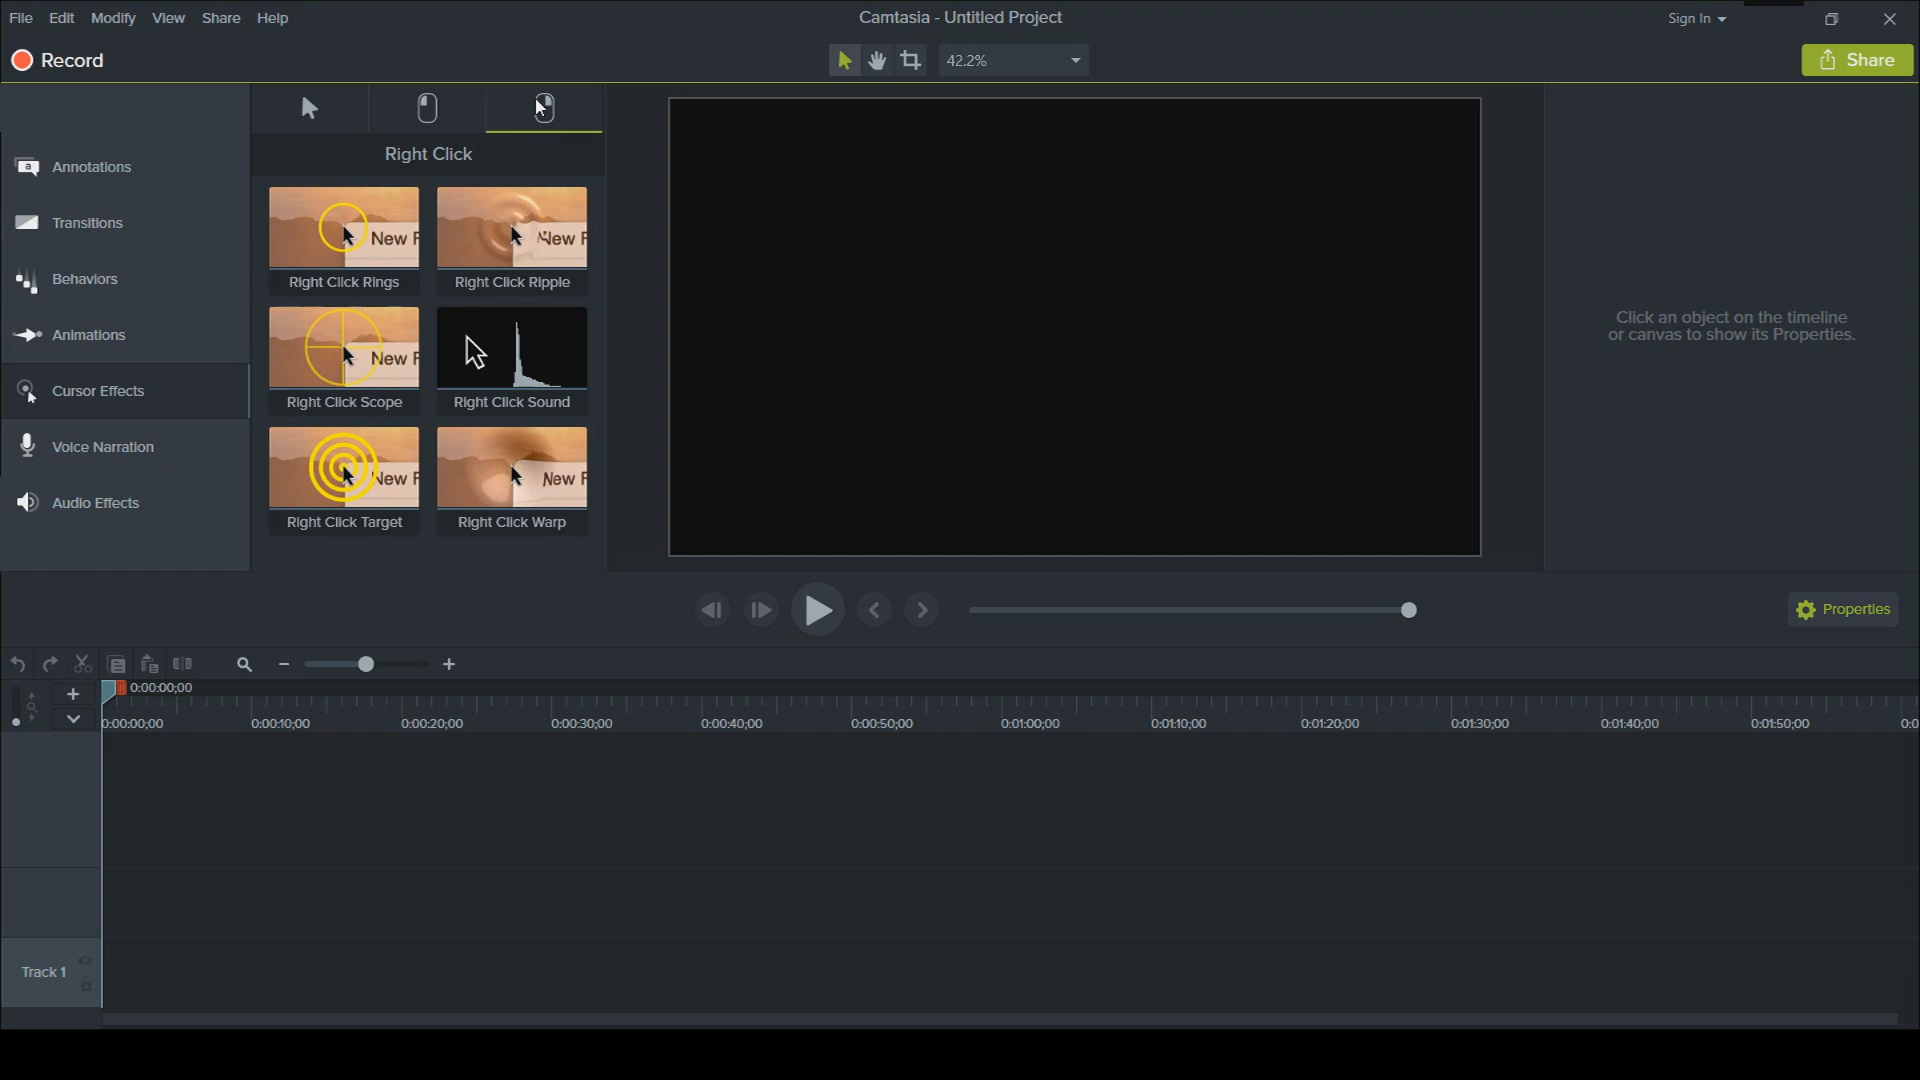 File Edit Modify View Share Help
Camtasia - Untitled Project
Sign In
Record
42.2%
Share
Right Click
Annotations
Transitions
Behaviors
Animations
Cursor Effects
Voice Narration
Audio Effects
New F
New F
Right Click Rings
Right Click Ripple
New F
Right Click Scope
Right Click Sound
New F
New F
Right Click Target
Right Click Warp
Click an object on the timeline
or canvas to show its Properties.
Properties
0:00:00;00
0:00:00;00 0:00:10;00 0:00:20;00 0:00:30;00 0:00:40;00 0:00:50;00 0:01:00;00 0:01:10;00 0:01:20;00 0:01:30;00 0:01:40;00 0:01:50;00 0:0
Track 1